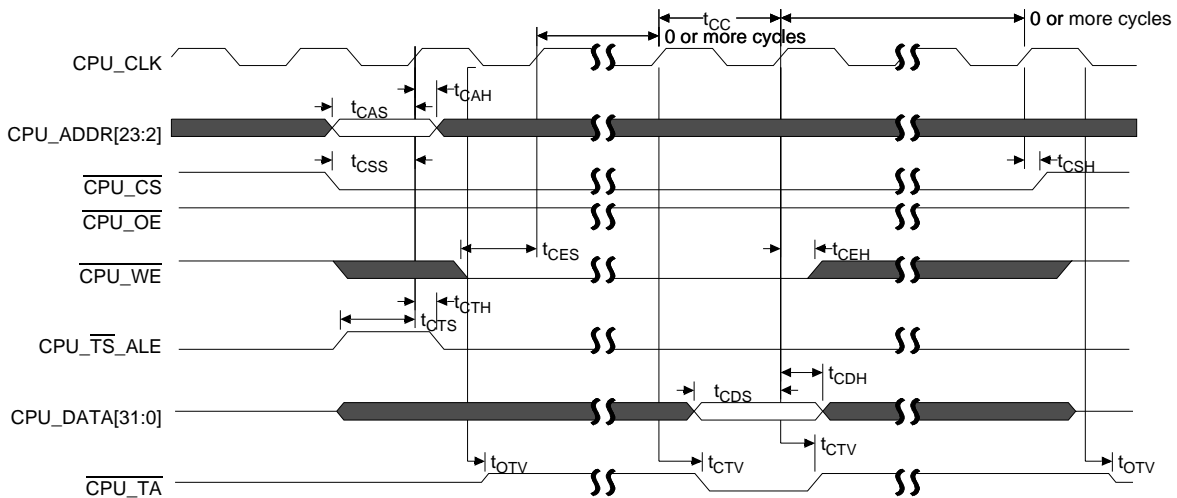 tCC
0 or more cycles
0 or more cycles
CPU_CLK
tCAS
tCAH
CPU_ADDR[23:2]
tCSS
tCSH
CPU_CS
CPU_OE
tCES
tCEH
CPU_WE
tCTH
tCTS
CPU_TS_ALE
tCDH
tCDS
CPU_DATA[31:0]
tCTV
tOTV
tCTV
tOTV
CPU_TA